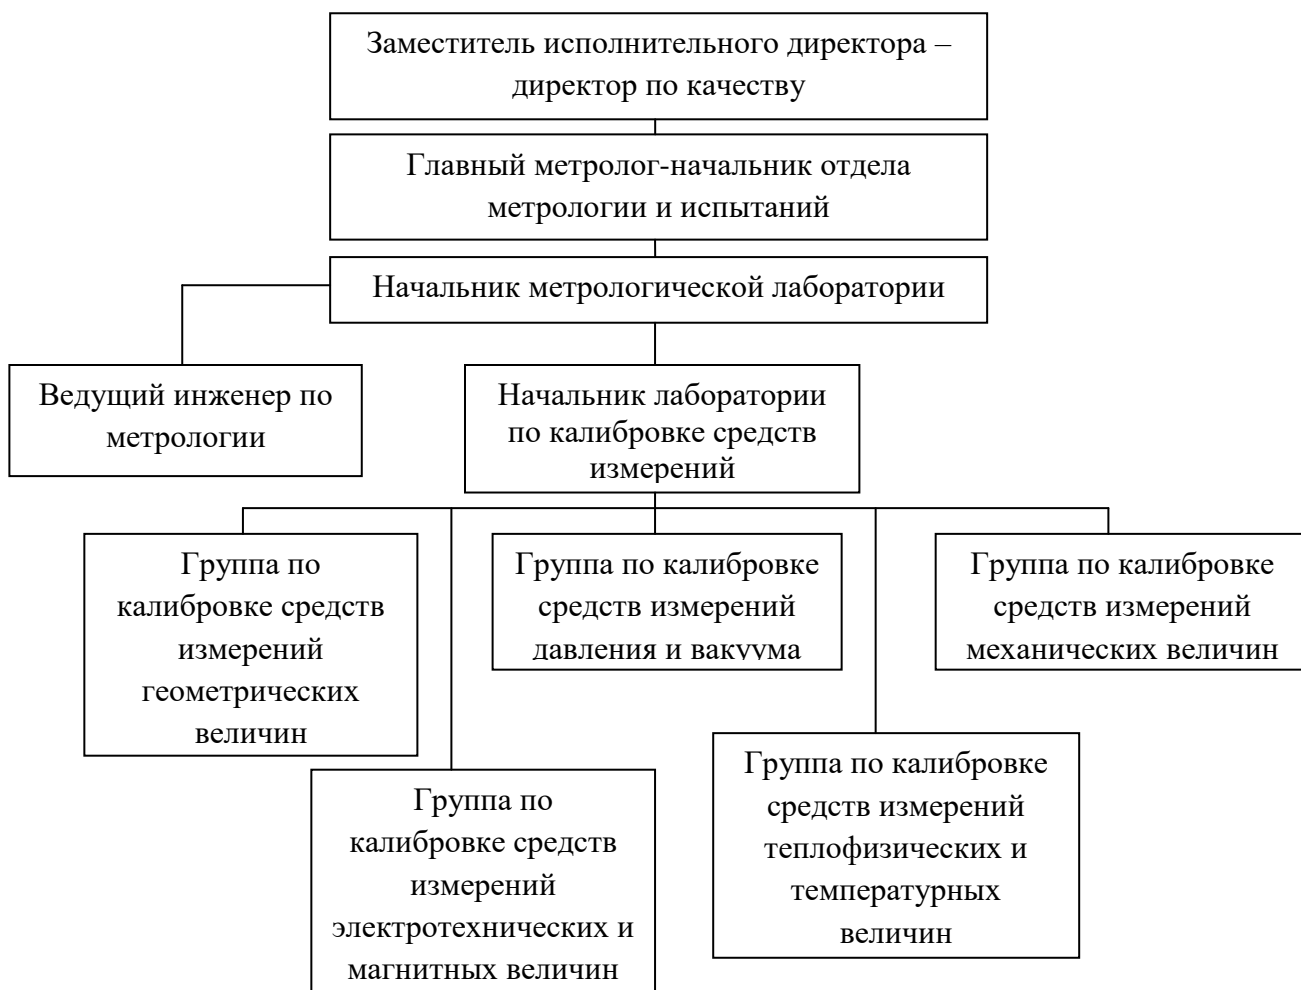 Заместитель исполнительного директора –
директор по качеству
Главный метролог-начальник отдела
метрологии и испытаний
Начальник метрологической лаборатории
Ведущий инженер по
метрологии
Начальник лаборатории
по калибровке средств
измерений
Группа по
калибровке средств
измерений
геометрических
величин
Группа по калибровке
средств измерений
давления и вакуума
Группа по калибровке
средств измерений
механических величин
Группа по
калибровке средств
измерений
электротехнических и
магнитных величин
Группа по калибровке
средств измерений
теплофизических и
температурных
величин